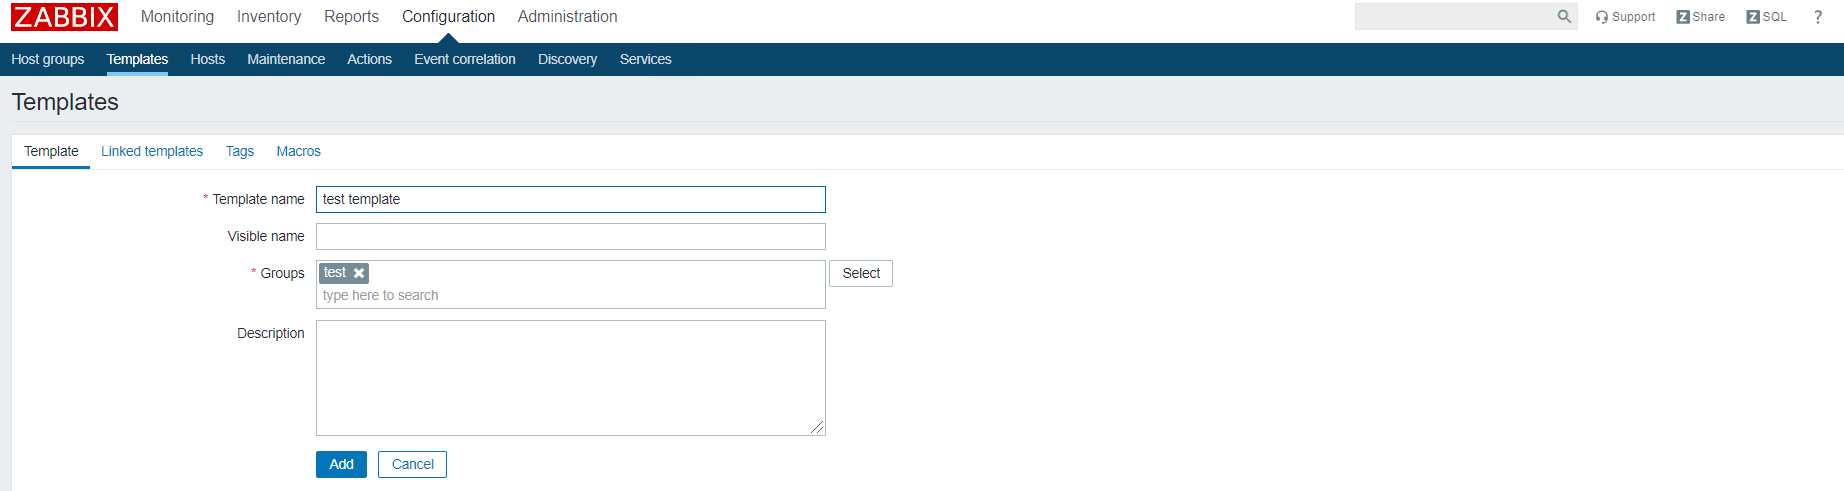 ZABBIX Monitoring Inventory Reports Configuration Administration Z Support Z Share Z SQL ?
Host groups Templates Hosts Maintenance Actions Event correlation Discovery Services
Templates
Template Linked templates Tags Macros
* Template name test template
Visible name
* Groups test Select
type here to search
Description
Add Cancel